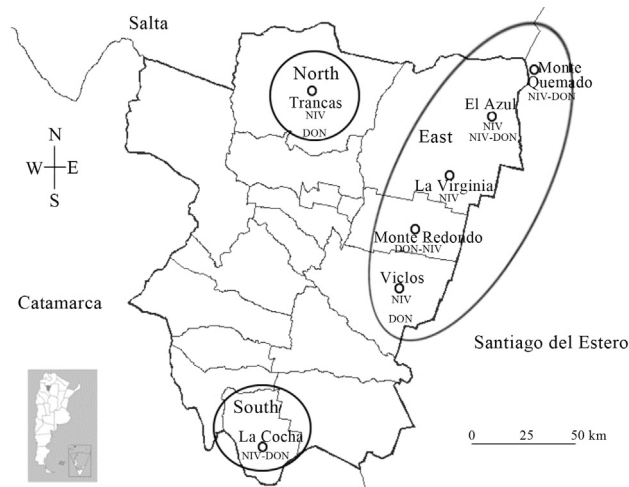 Salta
North
Trancas
NIV
DON
Monte
Quemado
NIV-DON
El Azul
NIV
NIV-DON
East
N
W E
S
La Virginia
NIV
Monte Redondo
DON-NIV
Viclos
NIV
DON
Catamarca
Santiago del Estero
South
La Cocha
NIV-DON
0 25 50 km